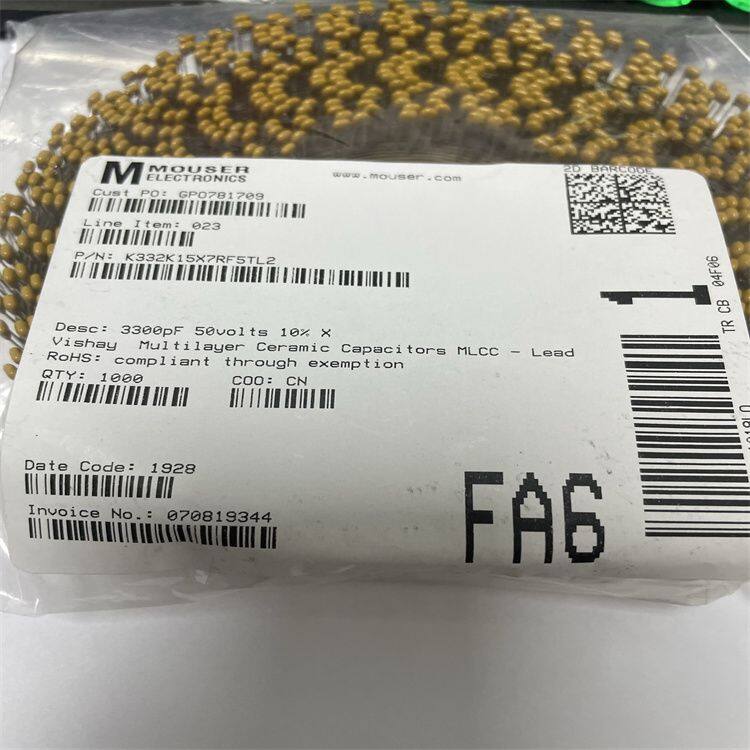 MOUSER
ELECTRONICS
www.mouser.com
2D BARCODE
Cust PO: GPO781709
Line Item: 023
P/N: K332K15X7RF5TL2
Desc: 3300pF 50volts 10% X
Vishay Multilayer Ceramic Capacitors MLCC - Lead
RoHS: compliant through exemption
QTY: 1000 COO: CN
Date Code: 1928
Invoice No.: 070819344
FA6
1
TR CB 04F06